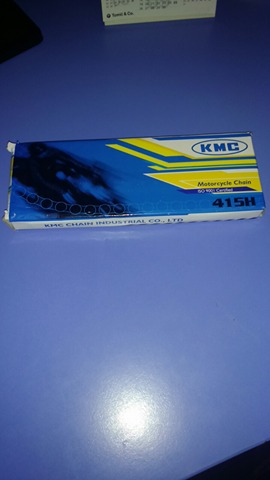 KMC
Motorcycle Chain
ISO 9001 Certified
415H
KMC CHAIN INDUSTRIAL CO., LTD